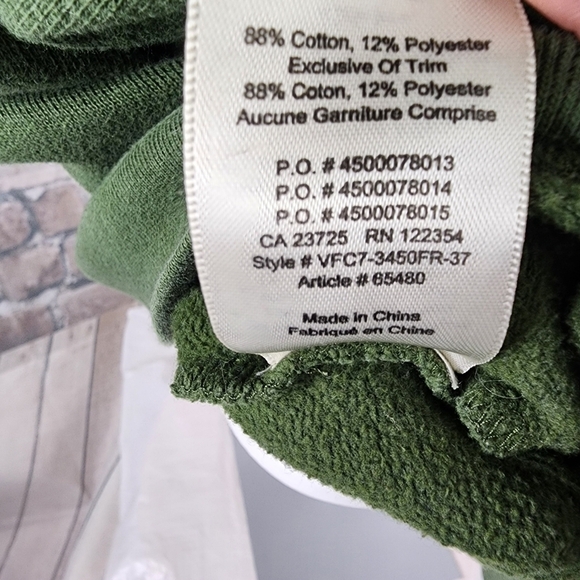 88% Cotton, 12% Polyester
Exclusive Of Trim
88% Coton, 12% Polyester
Aucune Garniture Comprise
P.O. # 4500078013
P.O. # 4500078014
P.O. # 4500078015
CA 23725 RN 122354
Style # VFC7-3450FR-37
Article # 65480
Made in China
Fabriqué en Chine